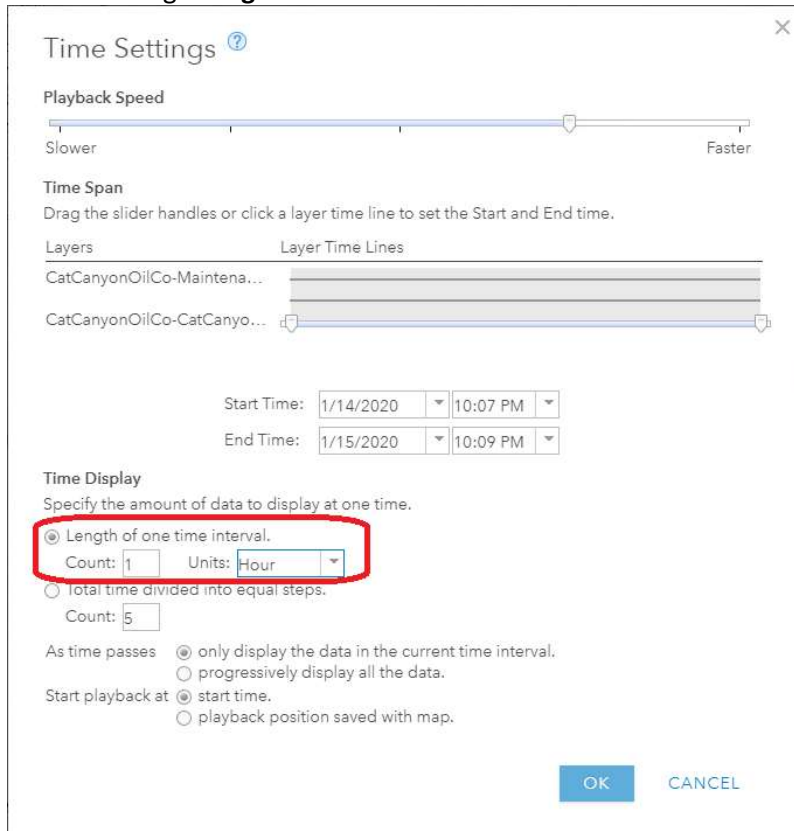 Time Settings ?
Playback Speed
Slower Faster
Time Span
Drag the slider handles or click a layer time line to set the Start and End time.
Layers Layer Time Lines
CatCanyonOilCo-Maintena...
CatCanyonOilCo-CatCanyo...
Start Time: 1/14/2020 10:07 PM
End Time: 1/15/2020 10:09 PM
Time Display
Specify the amount of data to display at one time.
Length of one time interval.
Count: 1 Units: Hour
Total time divided into equal steps.
Count: 5
As time passes only display the data in the current time interval.
progressively display all the data.
Start playback at start time.
playback position saved with map.
OK CANCEL